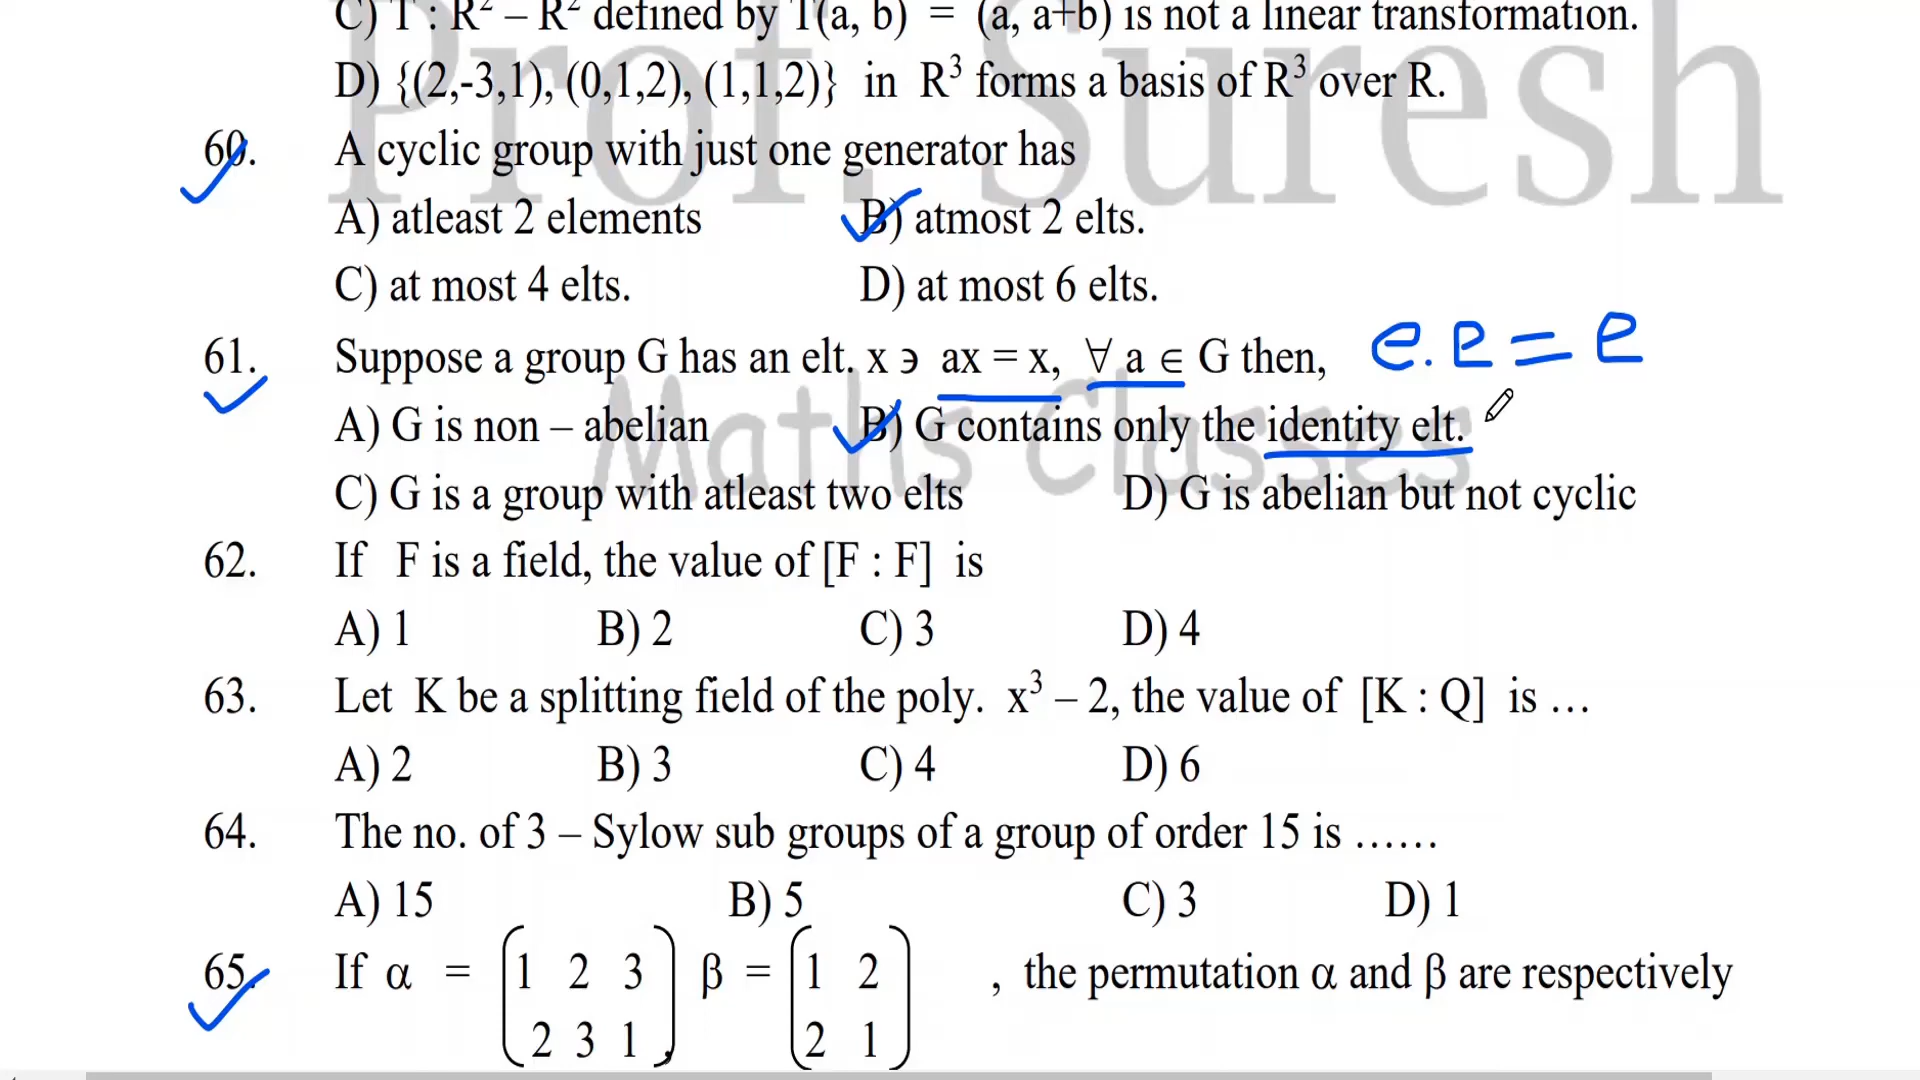 C) T : R² – R² defined by T(a, b) = (a, a+b) is not a linear transformation.
D) {(2,-3,1), (0,1,2), (1,1,2)} in R³ forms a basis of R³ over R.
60. A cyclic group with just one generator has
A) atleast 2 elements B) atmost 2 elts.
C) at most 4 elts. D) at most 6 elts.
61. Suppose a group G has an elt. x ∍ ax = x, ∀ a ∈ G then, e.e = e
A) G is non – abelian B) G contains only the identity elt.
C) G is a group with atleast two elts D) G is abelian but not cyclic
62. If F is a field, the value of [F : F] is
A) 1 B) 2 C) 3 D) 4
63. Let K be a splitting field of the poly. x³ – 2, the value of [K : Q] is …
A) 2 B) 3 C) 4 D) 6
64. The no. of 3 – Sylow sub groups of a group of order 15 is ……
A) 15 B) 5 C) 3 D) 1
65. If α = (1 2 3 β = (1 2 , the permutation α and β are respectively
2 3 1), 2 1)
Prof. Suresh
Maths Classes